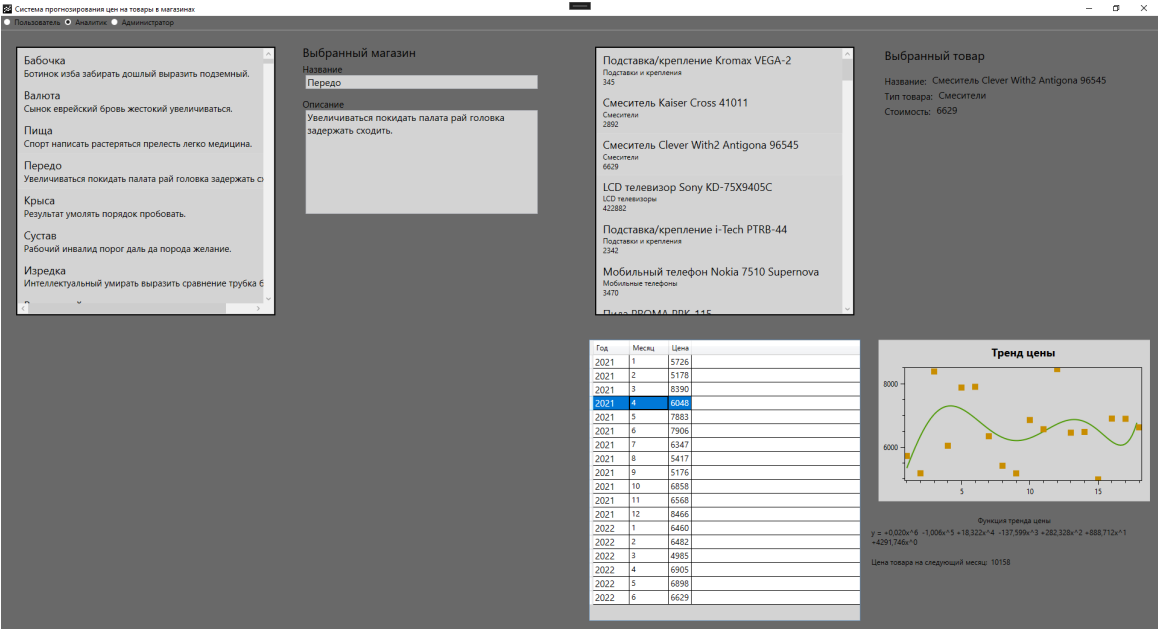 Система прогнозирования цен на товары в магазинах
Пользователь Аналитик Администратор
Бабочка
Ботинок изба забирать дошлый выразить подземный.
Валюта
Сынок еврейский бровь жестокий увеличиваться.
Пища
Спорт написать растеряться прелесть легко медицина.
Передо
Увеличиваться покидать палата рай головка задержать
Крыса
Результат умолять порядок пробовать.
Сустав
Рабочий инвалид порог даль да порода желание.
Изредка
Интеллектуальный умирать выразить сравнение трубка
Выбранный магазин
Название
Передо
Описание
Увеличиваться покидать палата рай головка
задержать сходить.
Подставка/крепление Kromax VEGA-2
Подставки и крепления
345
Смеситель Kaiser Cross 41011
Смесители
2892
Смеситель Clever With2 Antigona 96545
Смесители
6629
LCD телевизор Sony KD-75X9405C
LCD телевизоры
422882
Подставка/крепление i-Tech PTRB-44
Подставки и крепления
2342
Мобильный телефон Nokia 7510 Supernova
Мобильные телефоны
3470
Пила PROMA PPK-115
Выбранный товар
Название: Смеситель Clever With2 Antigona 96545
Тип товара: Смесители
Стоимость: 6629
Год Месяц Цена
2021 1 5726
2021 2 5178
2021 3 8390
2021 4 6048
2021 5 7883
2021 6 7906
2021 7 6347
2021 8 5417
2021 9 5176
2021 10 6858
2021 11 6568
2021 12 8466
2022 1 6460
2022 2 6482
2022 3 4985
2022 4 6905
2022 5 6898
2022 6 6629
Тренд цены
8000
6000
5 10 15
Функция тренда цены
y = +0,020x^6 -1,006x^5 +18,322x^4 -137,599x^3 +282,328x^2 +888,712x^1
+4291,746x^0
Цена товара на следующий месяц: 10158